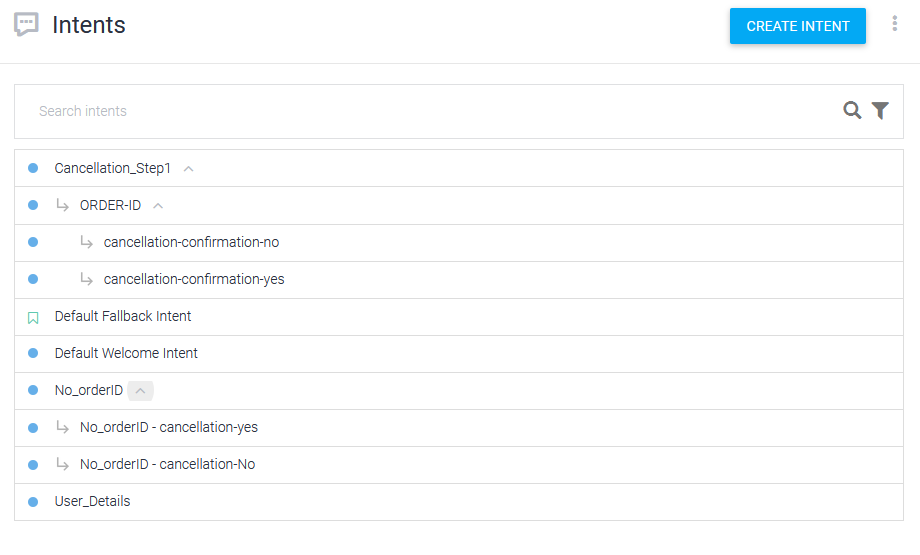 Intents
CREATE INTENT
Search intents
Cancellation_Step1
ORDER-ID
cancellation-confirmation-no
cancellation-confirmation-yes
Default Fallback Intent
Default Welcome Intent
No_orderID
No_orderID - cancellation-yes
No_orderID - cancellation-No
User_Details